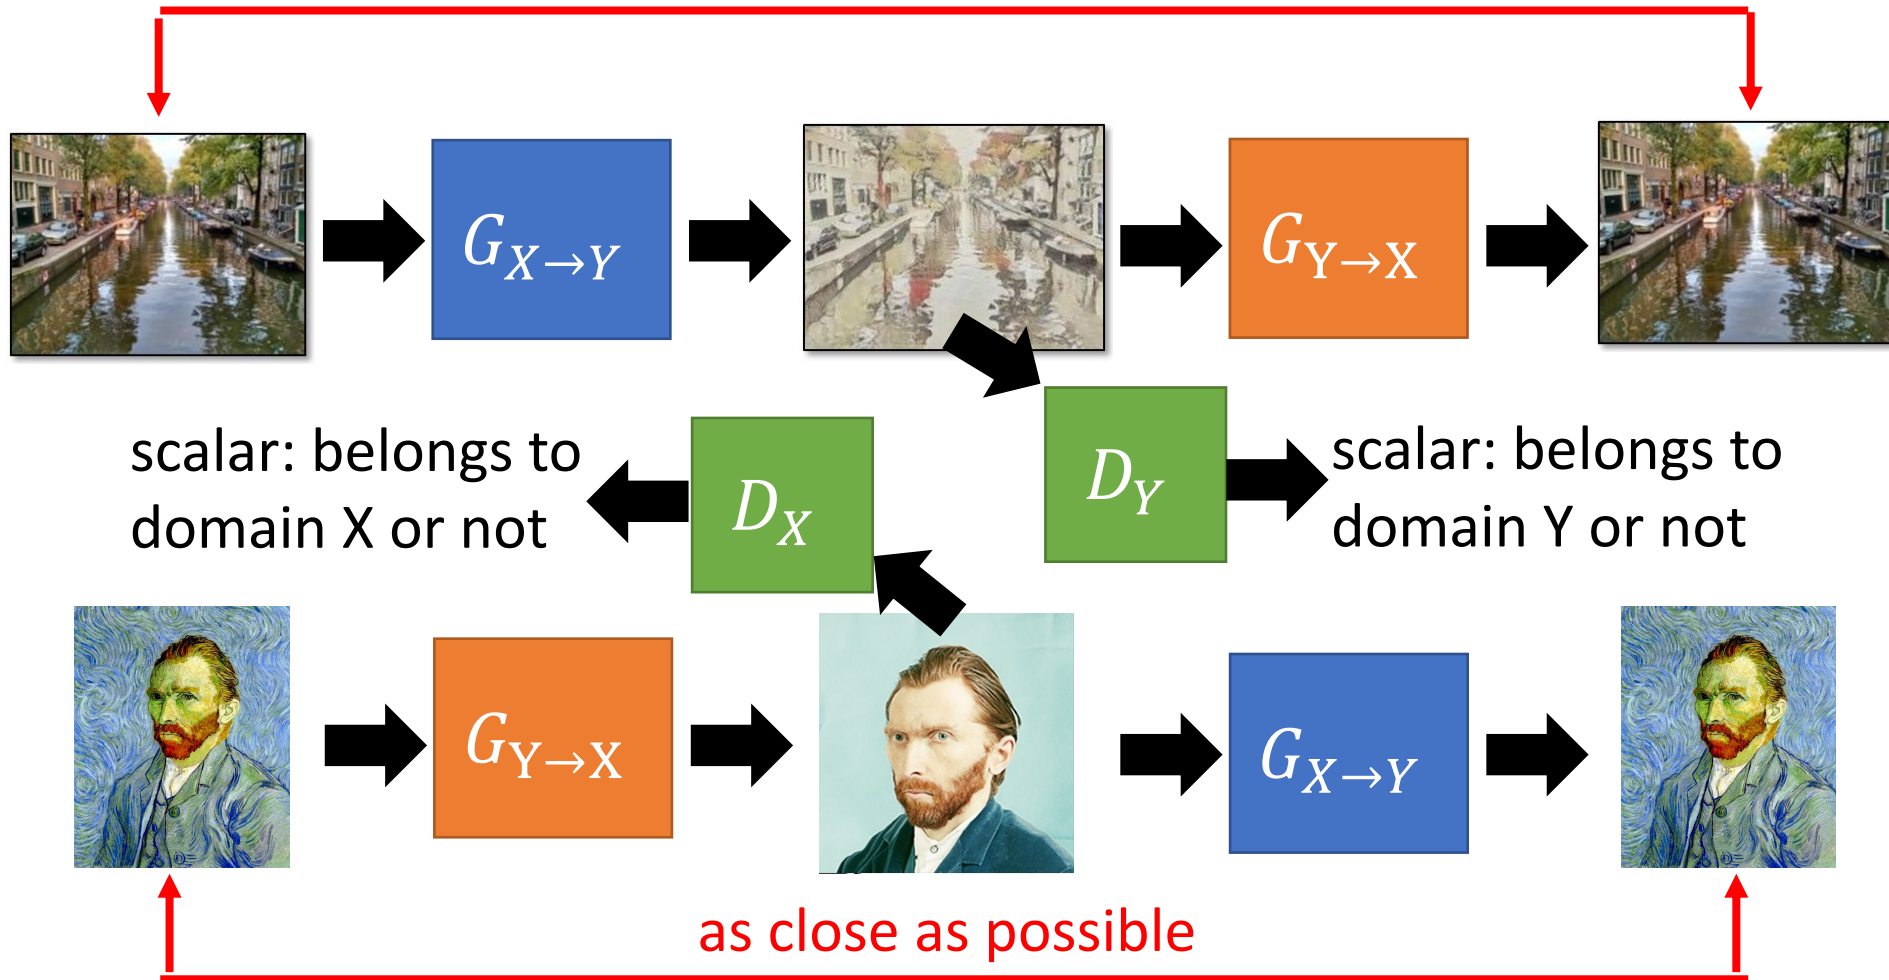 G_{X→Y}
G_{Y→X}
scalar: belongs to
domain X or not
D_X
D_Y
scalar: belongs to
domain Y or not
G_{Y→X}
G_{X→Y}
as close as possible